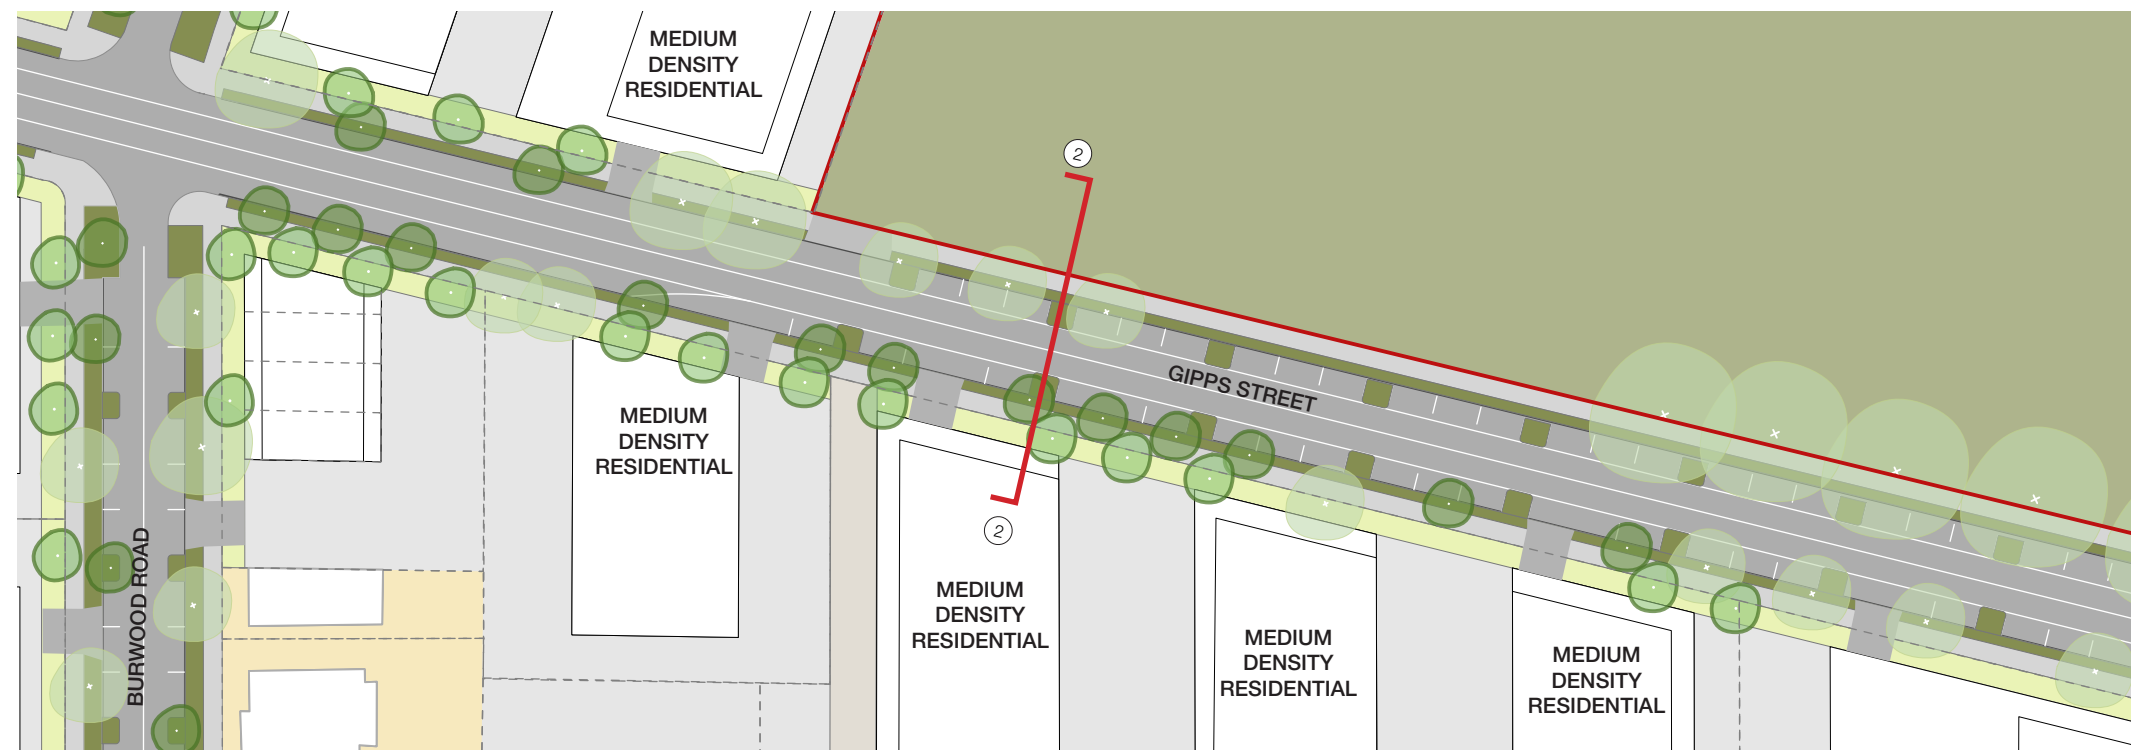 MEDIUM
DENSITY
RESIDENTIAL
2
GIPPS STREET
MEDIUM
DENSITY
RESIDENTIAL
2
BURWOOD ROAD
MEDIUM
DENSITY
RESIDENTIAL
MEDIUM
DENSITY
RESIDENTIAL
MEDIUM
DENSITY
RESIDENTIAL